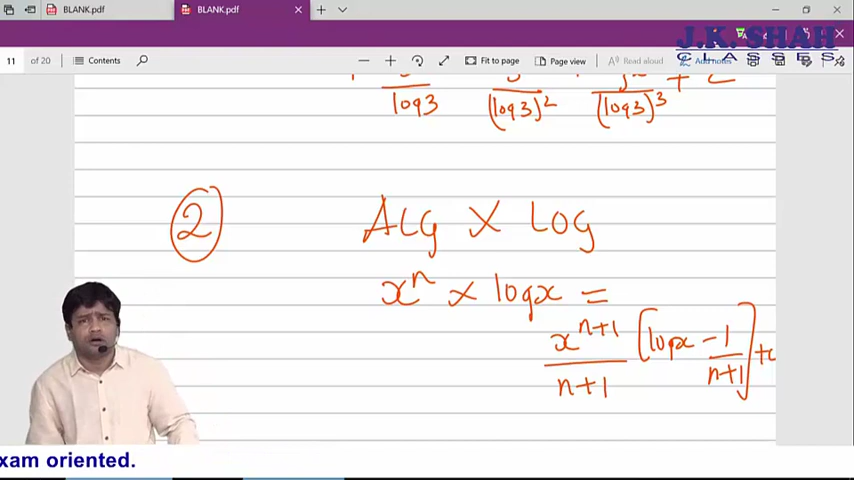 BLANK.pdf
BLANK.pdf
J.K. SHAH
CLASSES
11 of 20
Contents
Fit to page
Page view
Read aloud
Add notes
log3 (log3)² (log3)³ +
② ALG X LOG
xⁿ × logx =
xⁿ⁺¹/n+1 [logx - 1/n+1] +c
xam oriented.